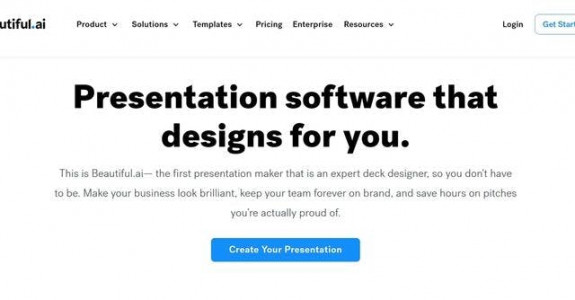 utiful.ai Product Solutions Templates Pricing Enterprise Resources Login Get Start
Presentation software that
designs for you.
This is Beautiful.ai— the first presentation maker that is an expert deck designer, so you don't have
to be. Make your business look brilliant, keep your team forever on brand, and save hours on pitches
you're actually proud of.
Create Your Presentation